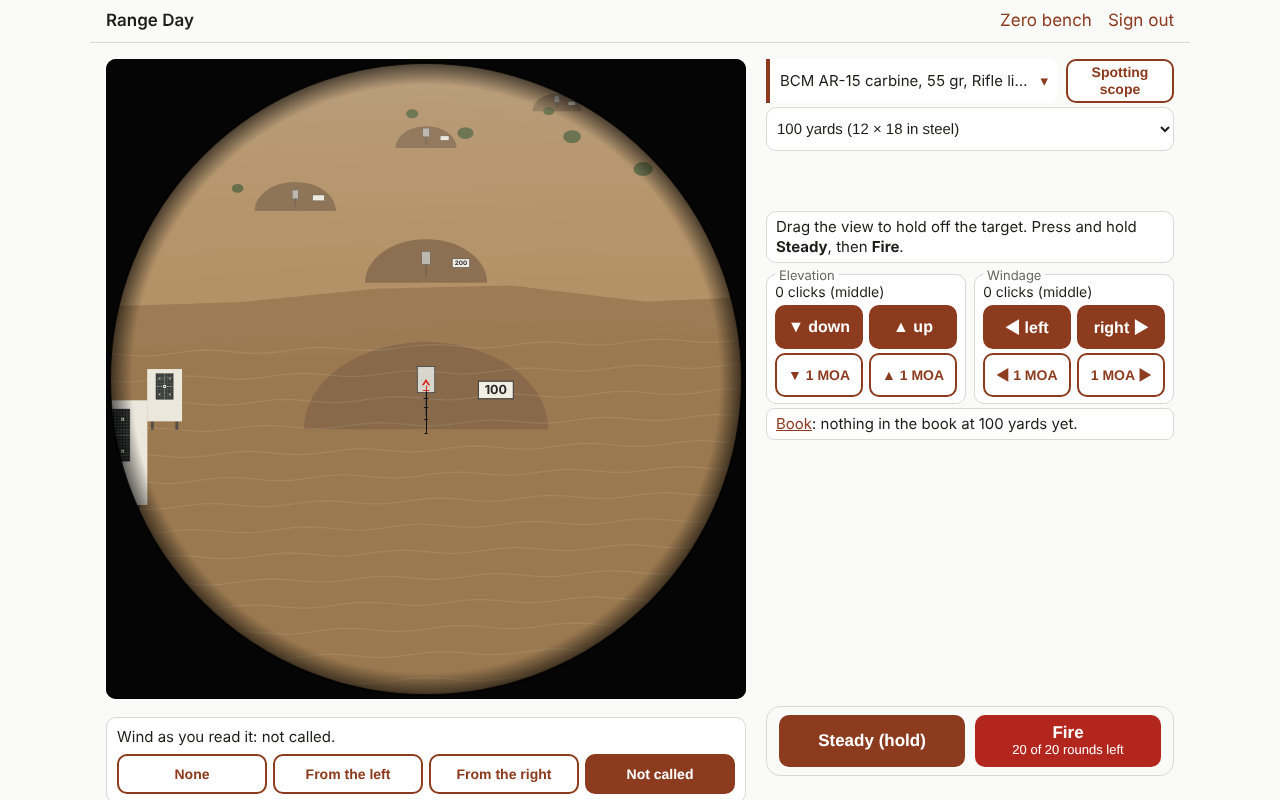 Range Day
Zero bench
Sign out
200
100
BCM AR-15 carbine, 55 gr, Rifle li… ▼
Spotting
scope
100 yards (12 × 18 in steel)
Drag the view to hold off the target. Press and hold
Steady, then Fire.
Elevation
0 clicks (middle)
▼ down
▲ up
▼ 1 MOA
▲ 1 MOA
Windage
0 clicks (middle)
◀ left
right ▶
◀ 1 MOA
1 MOA ▶
Book: nothing in the book at 100 yards yet.
Steady (hold)
Fire
20 of 20 rounds left
Wind as you read it: not called.
None
From the left
From the right
Not called